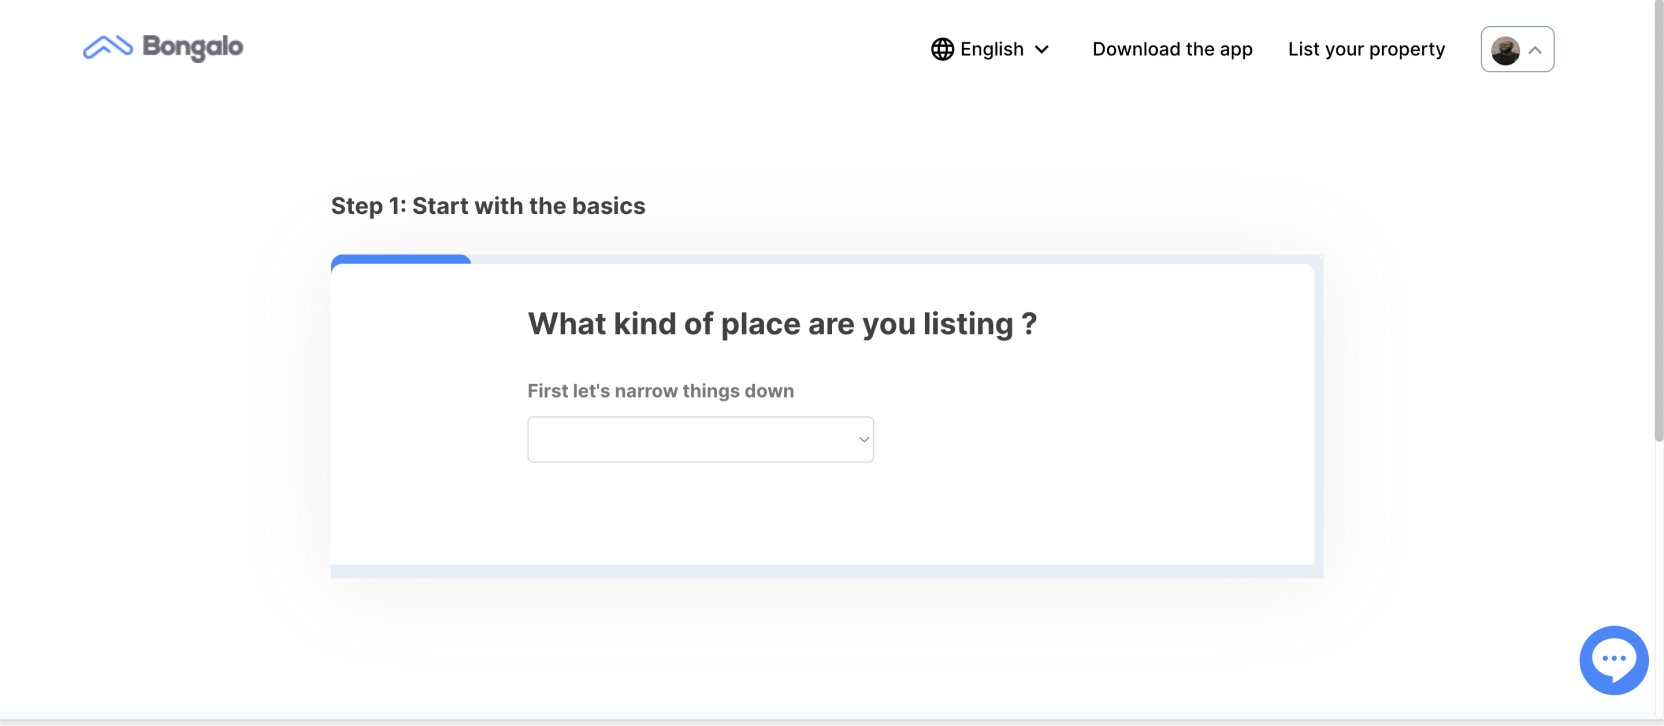 Bongalo
English
Download the app
List your property
Step 1: Start with the basics
What kind of place are you listing ?
First let's narrow things down